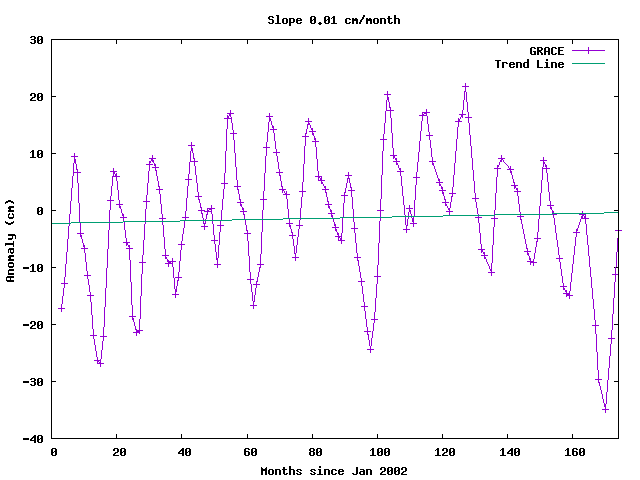 Slope 0.01 cm/month
GRACE
Trend Line
30
20
10
0
-10
-20
-30
-40
Anomaly (cm)
0 20 40 60 80 100 120 140 160
Months since Jan 2002